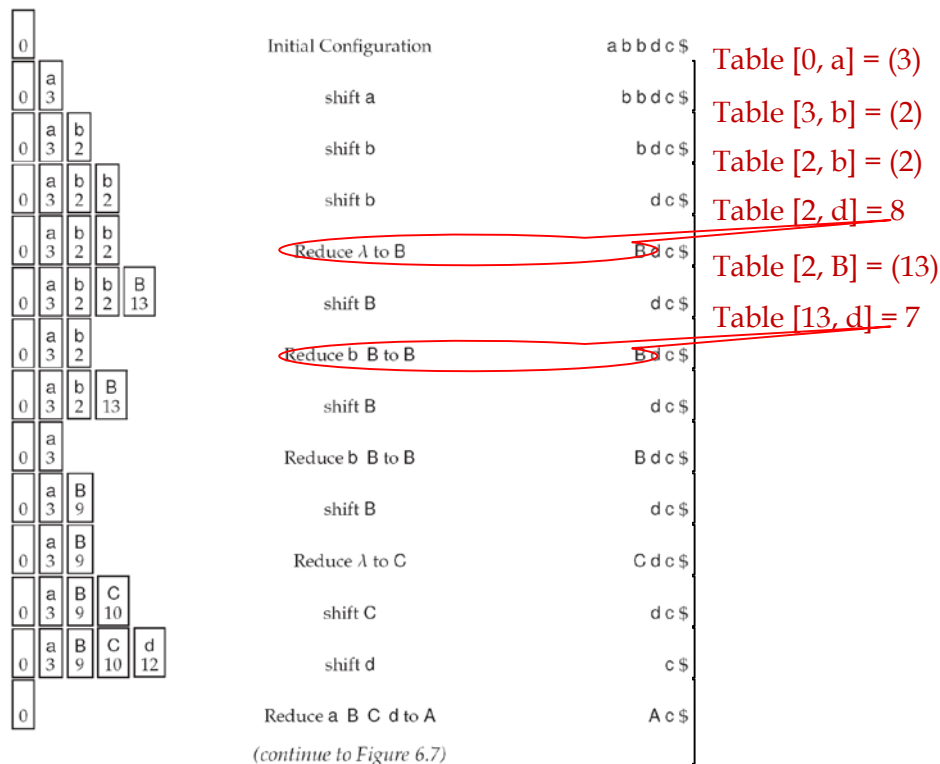 0 Initial Configuration a b b d c $
Table [0, a] = (3)
a
0 3 shift a b b d c $
Table [3, b] = (2)
a b
0 3 2 shift b b d c $
Table [2, b] = (2)
a b b
0 3 2 2 shift b d c $
Table [2, d] = 8
a b b
0 3 2 2 Reduce λ to B B d c $
Table [2, B] = (13)
a b b B
0 3 2 2 13 shift B d c $
Table [13, d] = 7
a b
0 3 2 Reduce b B to B B d c $
a b B
0 3 2 13 shift B d c $
a
0 3 Reduce b B to B B d c $
a B
0 3 9 shift B d c $
a B
0 3 9 Reduce λ to C C d c $
a B C
0 3 9 10 shift C d c $
a B C d
0 3 9 10 12 shift d c $
0 Reduce a B C d to A A c $
(continue to Figure 6.7)